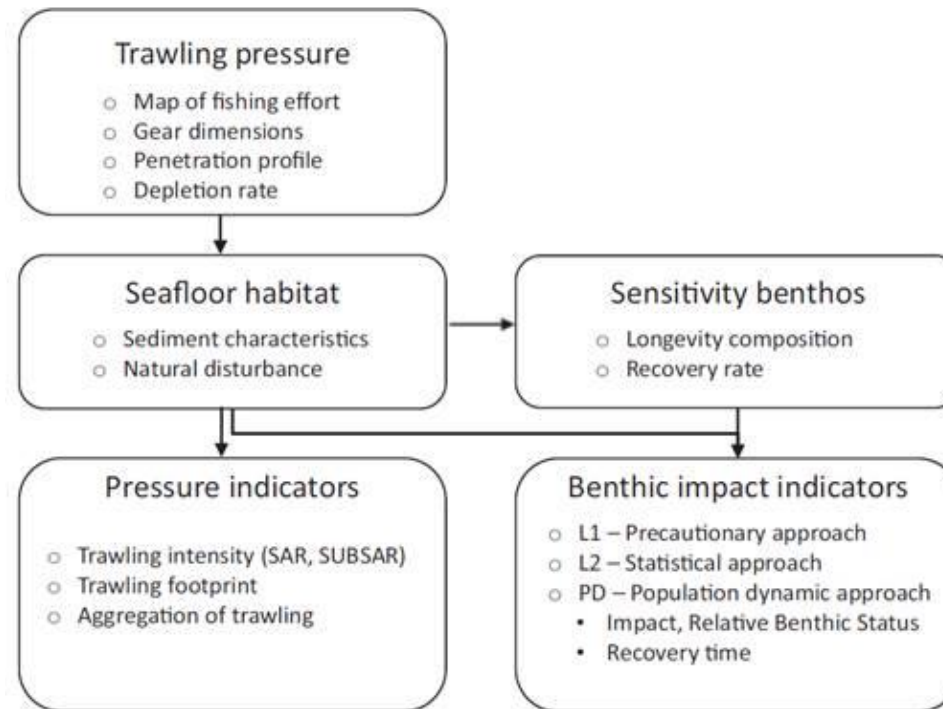 Trawling pressure
○ Map of fishing effort
○ Gear dimensions
○ Penetration profile
○ Depletion rate
Seafloor habitat
○ Sediment characteristics
○ Natural disturbance
Sensitivity benthos
○ Longevity composition
○ Recovery rate
Pressure indicators
○ Trawling intensity (SAR, SUBSAR)
○ Trawling footprint
○ Aggregation of trawling
Benthic impact indicators
○ L1 – Precautionary approach
○ L2 – Statistical approach
○ PD – Population dynamic approach
• Impact, Relative Benthic Status
• Recovery time